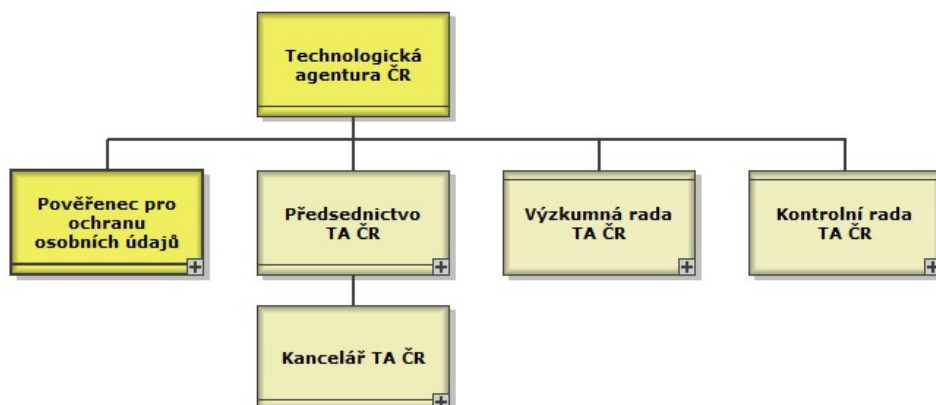 Technologická
agentura ČR
Pověřenec pro
ochranu
osobních údajů
Předsednictvo
TA ČR
Výzkumná rada
TA ČR
Kontrolní rada
TA ČR
Kancelář TA ČR